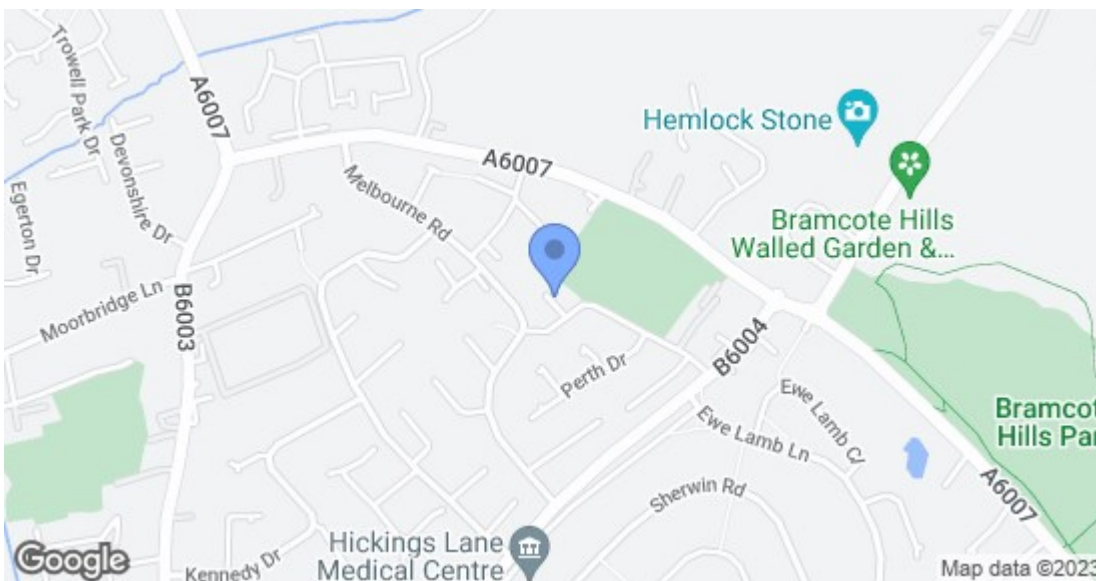 Trowell Park Dr
A6007
Devonshire Dr
Egerton Dr
Moorbridge Ln
B6003
Melbourne Rd
A6007
Hemlock Stone
Bramcote Hills
Walled Garden &...
B6004
Perth Dr
Ewe Lamb Ln
Ewe Lamb Cl
Bramcot
Hills Par
A6007
Sherwin Rd
Hickings Lane
Medical Centre
Kennedy Dr
Google
Map data ©2023